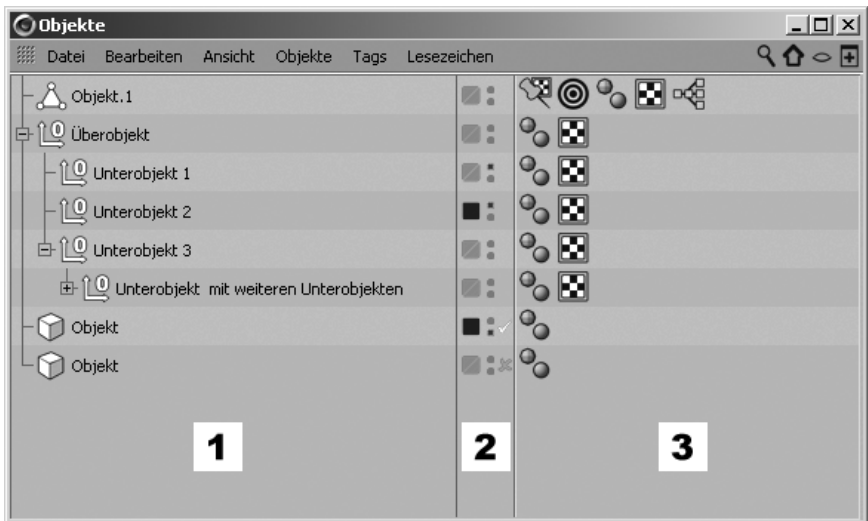 Objekte
Datei Bearbeiten Ansicht Objekte Tags Lesezeichen
Objekt.1
Überobjekt
Unterobjekt 1
Unterobjekt 2
Unterobjekt 3
Unterobjekt mit weiteren Unterobjekten
Objekt
Objekt
1 2 3